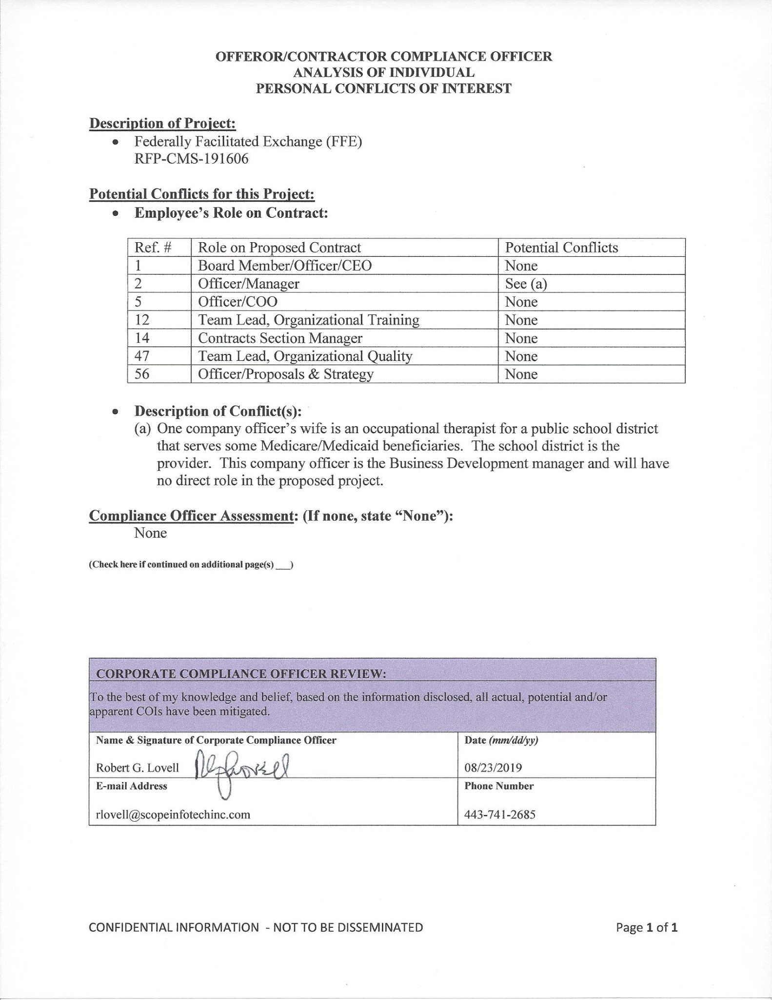 OFFEROR/CONTRACTOR COMPLIANCE OFFICER
ANALYSIS OF INDIVIDUAL
PERSONAL CONFLICTS OF INTEREST
Description of Project:
• Federally Facilitated Exchange (FFE)
RFP-CMS-191606
Potential Conflicts for this Project:
• Employee’s Role on Contract:
Ref. # Role on Proposed Contract Potential Conflicts
1 Board Member/Officer/CEO None
2 Officer/Manager See (a)
5 Officer/COO None
12 Team Lead, Organizational Training None
14 Contracts Section Manager None
47 Team Lead, Organizational Quality None
56 Officer/Proposals & Strategy None
• Description of Conflict(s):
(a) One company officer’s wife is an occupational therapist for a public school district
that serves some Medicare/Medicaid beneficiaries. The school district is the
provider. This company officer is the Business Development manager and will have
no direct role in the proposed project.
Compliance Officer Assessment: (If none, state “None”):
None
(Check here if continued on additional page(s) ___)
CORPORATE COMPLIANCE OFFICER REVIEW:
To the best of my knowledge and belief, based on the information disclosed, all actual, potential and/or
apparent COIs have been mitigated.
Name & Signature of Corporate Compliance Officer Date (mm/dd/yy)
Robert G. Lovell 08/23/2019
E-mail Address Phone Number
rlovell@scopeinfotechinc.com 443-741-2685
CONFIDENTIAL INFORMATION - NOT TO BE DISSEMINATED Page 1 of 1